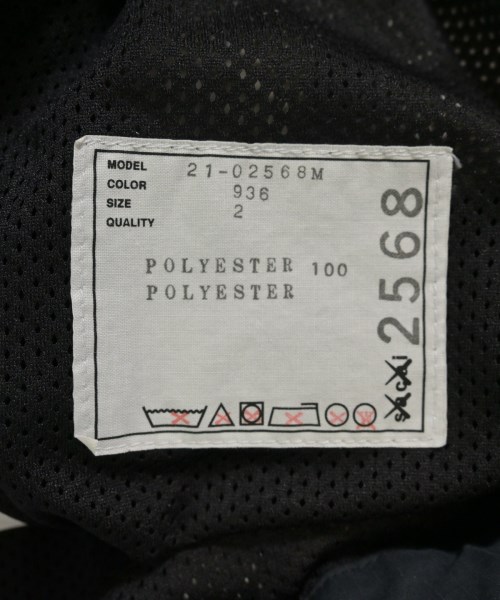 MODEL 21-02568M
COLOR 936
SIZE 2
QUALITY
POLYESTER 100
POLYESTER
2568
sacai